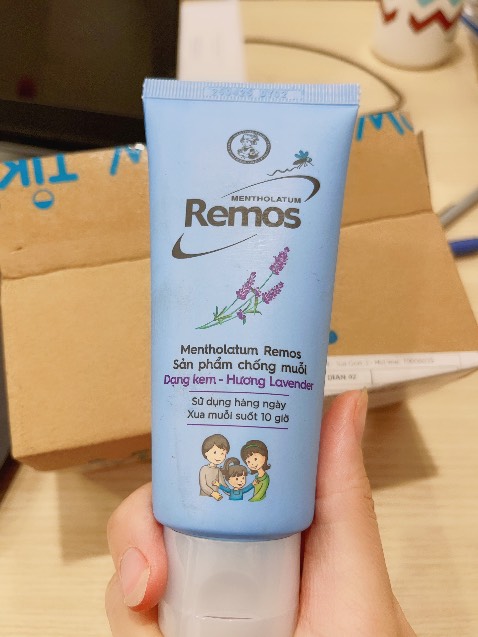 MENTHOLATUM
Remos
Mentholatum Remos
Sản phẩm chống muỗi
Dạng kem - Hương Lavender
Sử dụng hàng ngày
Xua muỗi suốt 10 giờ
TIK